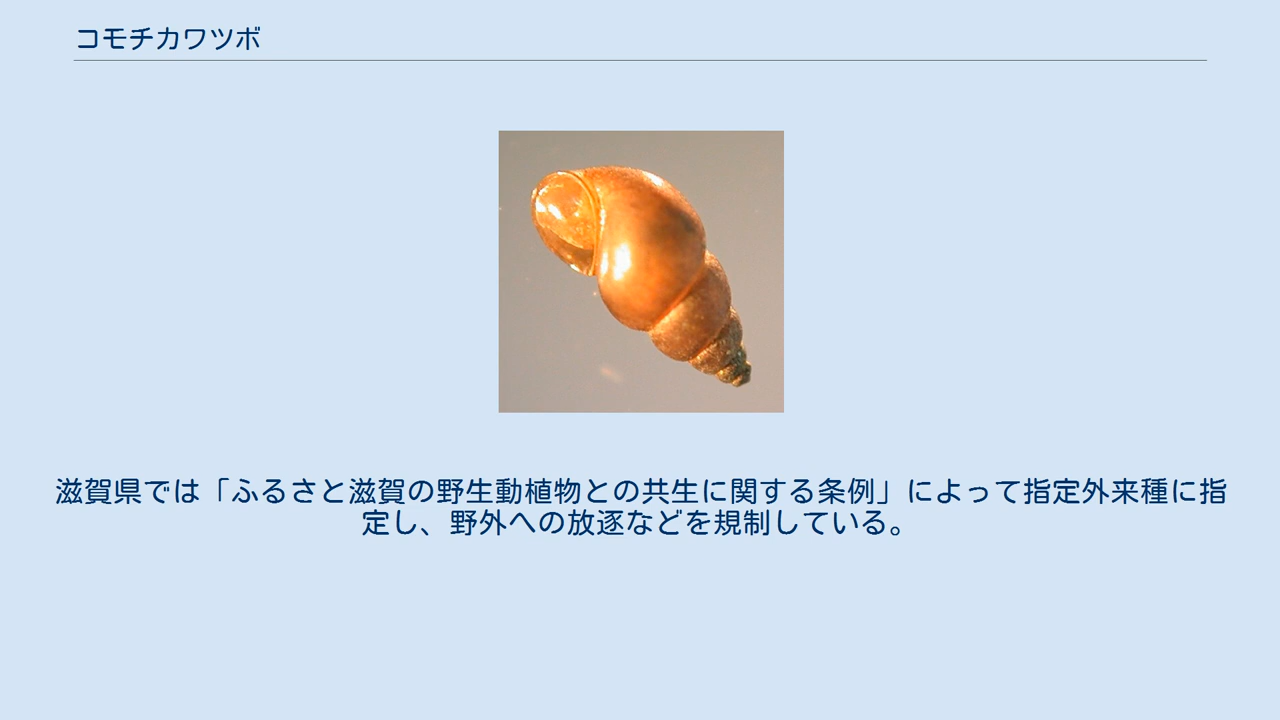 コモチカワツボ
滋賀県では「ふるさと滋賀の野生動植物との共生に関する条例」によって指定外来種に指
定し、野外への放逐などを規制している。